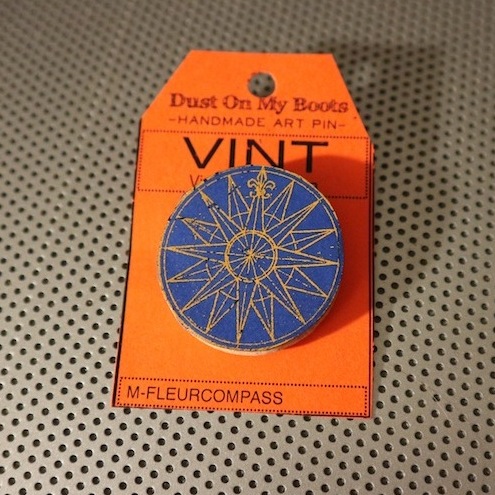 Dust On My Boots
-HANDMADE ART PIN-
VINT
M-FLEURCOMPASS